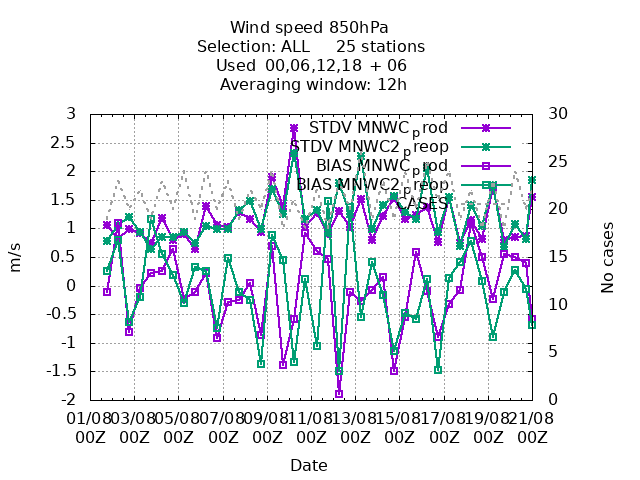 Wind speed 850hPa
Selection: ALL 25 stations
Used 00,06,12,18 + 06
Averaging window: 12h
3
2.5
2
1.5
1
0.5
0
-0.5
-1
-1.5
-2
m/s
30
25
20
15
10
5
0
No cases
STDV MNWCprod
STDV MNWC2preop
BIAS MNWCprod
BIAS MNWC2preop
CASES
01/08 03/08 05/08 07/08 09/08 11/08 13/08 15/08 17/08 19/08 21/08
00Z 00Z 00Z 00Z 00Z 00Z 00Z 00Z 00Z 00Z 00Z
Date